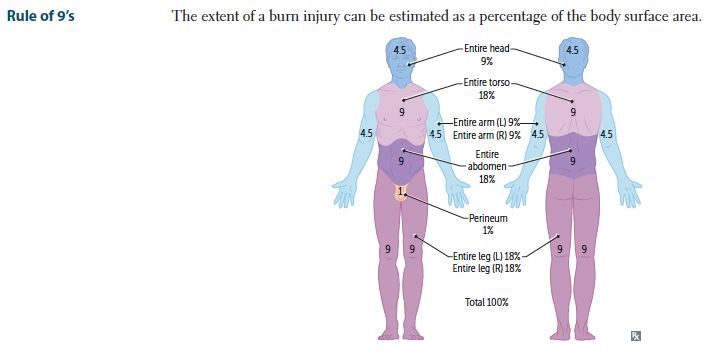 Rule of 9's
The extent of a burn injury can be estimated as a percentage of the body surface area.
4.5
Entire head
9%
4.5
Entire torso
18%
9
9
4.5
4.5
Entire arm (L) 9%
Entire arm (R) 9%
4.5
4.5
9
Entire
abdomen
18%
9
1
Perineum
1%
9 9
Entire leg (L) 18%
Entire leg (R) 18%
9 9
Total 100%
Rx